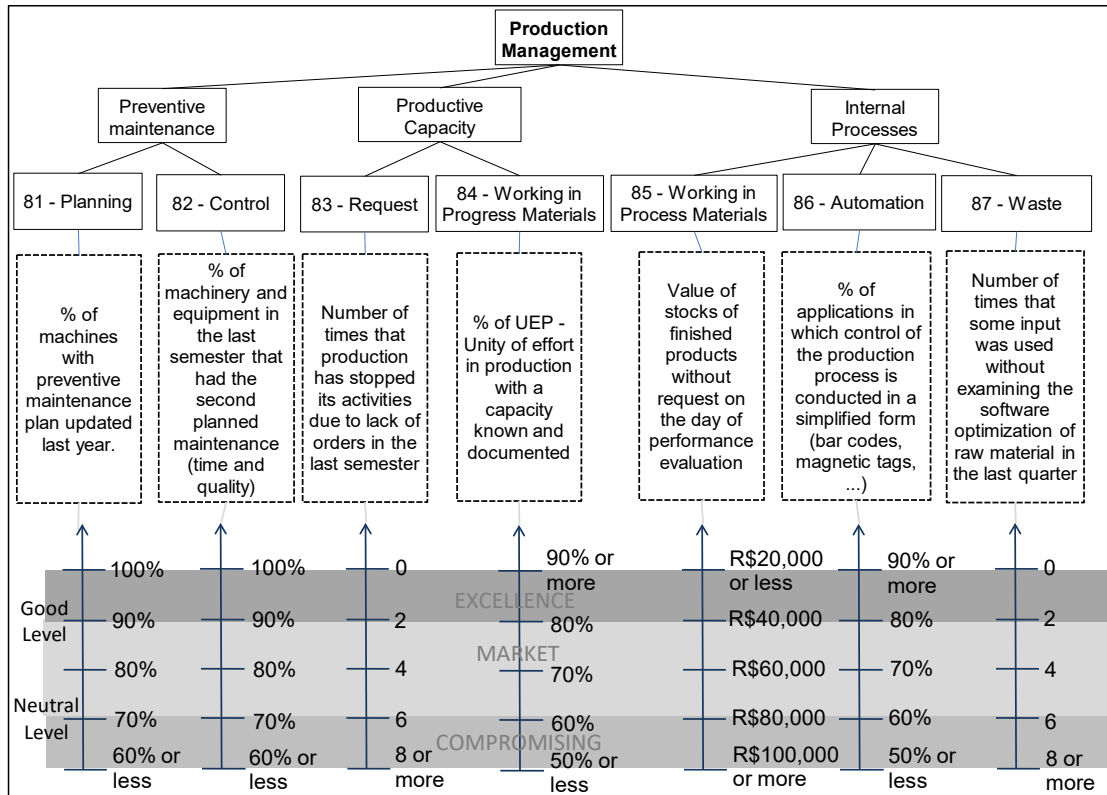 Production
Management
Preventive
maintenance
Productive
Capacity
Internal
Processes
81 - Planning
82 - Control
83 - Request
84 - Working in
Progress Materials
85 - Working in
Process Materials
86 - Automation
87 - Waste
% of
machines
with
preventive
maintenance
plan updated
last year.
% of
machinery and
equipment in
the last
semester that
had the
second
planned
maintenance
(time and
quality)
Number of
times that
production
has stopped
its activities
due to lack of
orders in the
last semester
% of UEP -
Unity of effort
in production
with a
capacity
known and
documented
Value of
stocks of
finished
products
without
request on
the day of
performance
evaluation
% of
applications in
which control of
the production
process is
conducted in a
simplified form
(bar codes,
magnetic tags,
...)
Number of
times that
some input
was used
without
examining the
software
optimization of
raw material in
the last quarter
100%
100%
0
90% or
more
R$20,000
or less
90% or
more
0
EXCELLENCE
Good
Level
90%
90%
2
80%
R$40,000
80%
2
MARKET
80%
80%
4
70%
R$60,000
70%
4
Neutral
Level
70%
70%
6
60%
R$80,000
60%
6
COMPROMISING
60% or
less
60% or
less
8 or
more
50% or
less
R$100,000
or more
50% or
less
8 or
more